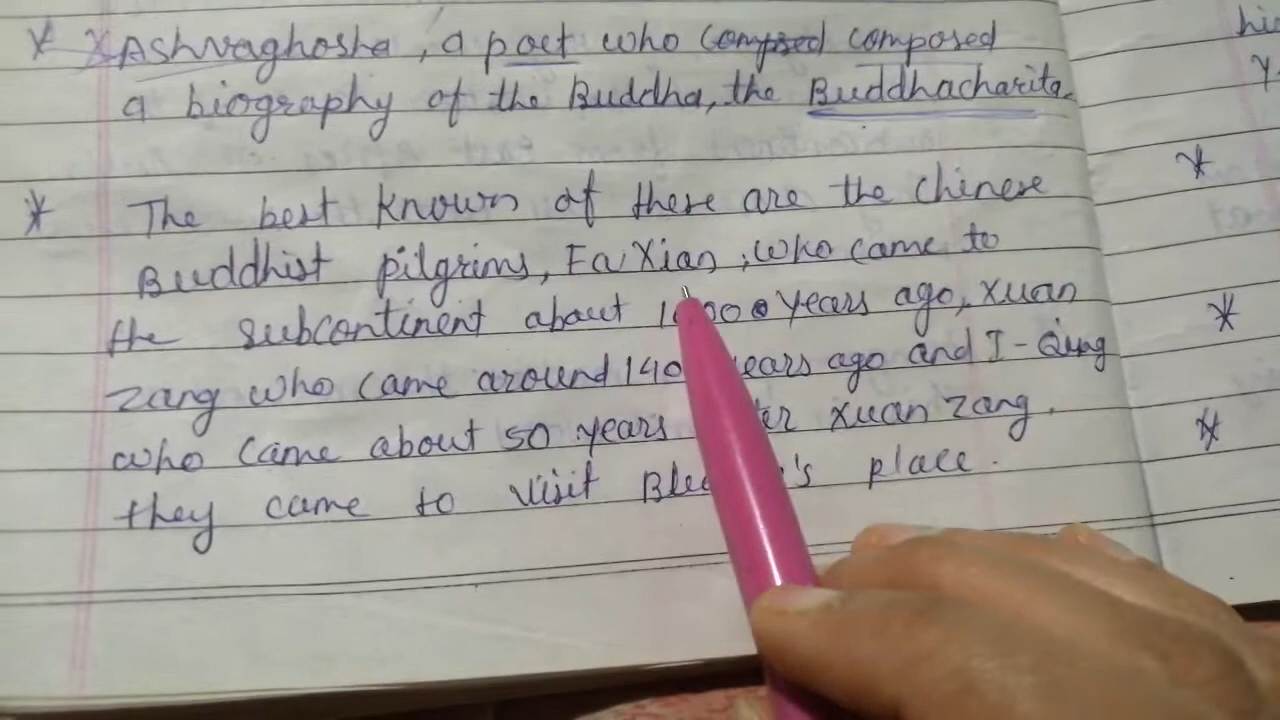 Ashvaghosha, a poet who composed composed
a biography of the Buddha, the Buddhacharita.
The best known of these are the chinese
Buddhist pilgrims, Fa Xian, who came to
the subcontinent about years ago, Xuan
zang who came around years ago and I-Qing
who came about 50 years Xuan zang.
they came to visit 's place.
hi